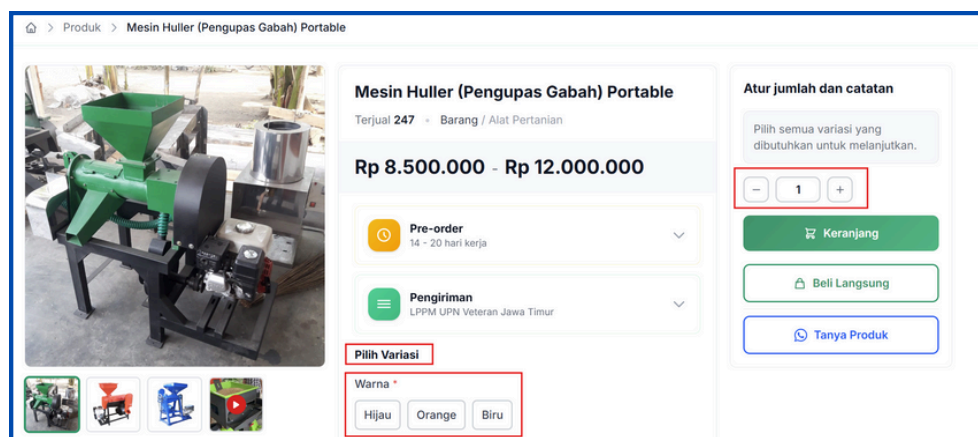 Produk > Mesin Huller (Pengupas Gabah) Portable
Mesin Huller (Pengupas Gabah) Portable
Terjual 247 • Barang / Alat Pertanian
Rp 8.500.000 - Rp 12.000.000
Pre-order
14 - 20 hari kerja
Pengiriman
LPPM UPN Veteran Jawa Timur
Pilih Variasi
Warna *
Hijau Orange Biru
Atur jumlah dan catatan
Pilih semua variasi yang
dibutuhkan untuk melanjutkan.
- 1 +
Keranjang
Beli Langsung
Tanya Produk